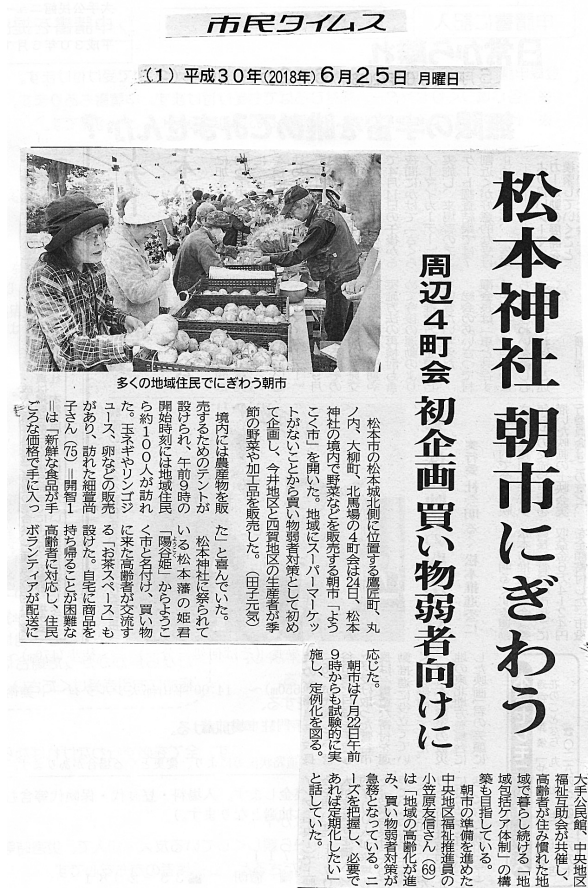 市民タイムス
(1) 平成30年(2018年)6月25日 月曜日
松本神社 朝市にぎわう
周辺4町会 初企画 買い物弱者向けに
多くの地域住民でにぎわう朝市
松本市の松本城北側に位置する鷹匠町、丸
ノ内、大柳町、北馬場の4町会は24日、松本
神社の境内で野菜などを販売する朝市「よう
こく市」を開いた。地域にスーパーマーケッ
トがないことから買い物弱者対策として初め
て企画し、今井地区と四賀地区の生産者が季
節の野菜や加工品を販売した。(田子元気)
境内には農産物を販
売するためのテントが
設けられ、午前9時の
開始時刻には地域住民
ら約100人が訪れ
た。玉ネギやリンゴジ
ュース、卵などの販売
があり、訪れた細萱尚
子さん(75)=開智1
=は「新鮮な食品が手
ごろな価格で手に入っ
た」と喜んでいた。
松本神社に祭られて
いる松本藩の姫君
「陽谷姫」からようこ
く市と名付け、買い物
に来た高齢者が交流す
る「お茶スペース」も
設けた。自宅に商品を
持ち帰ることが困難な
高齢者に対応し、住民
ボランティアが配送に
応じた。
朝市は7月22日午前
9時からも試験的に実
施し、定例化を図る。
大手公民館、中央地区
福祉互助会が共催し、
高齢者が住み慣れた地
域で暮らし続ける「地
域包括ケア体制」の構
築も目指している。
朝市の準備を進めた
中央地区福祉推進員の
小笠原友信さん(69)
は「地域の高齢化が進
み、買い物弱者対策が
急務となっている。ニ
ーズを把握し、必要で
あれば定期化したい」
と話していた。